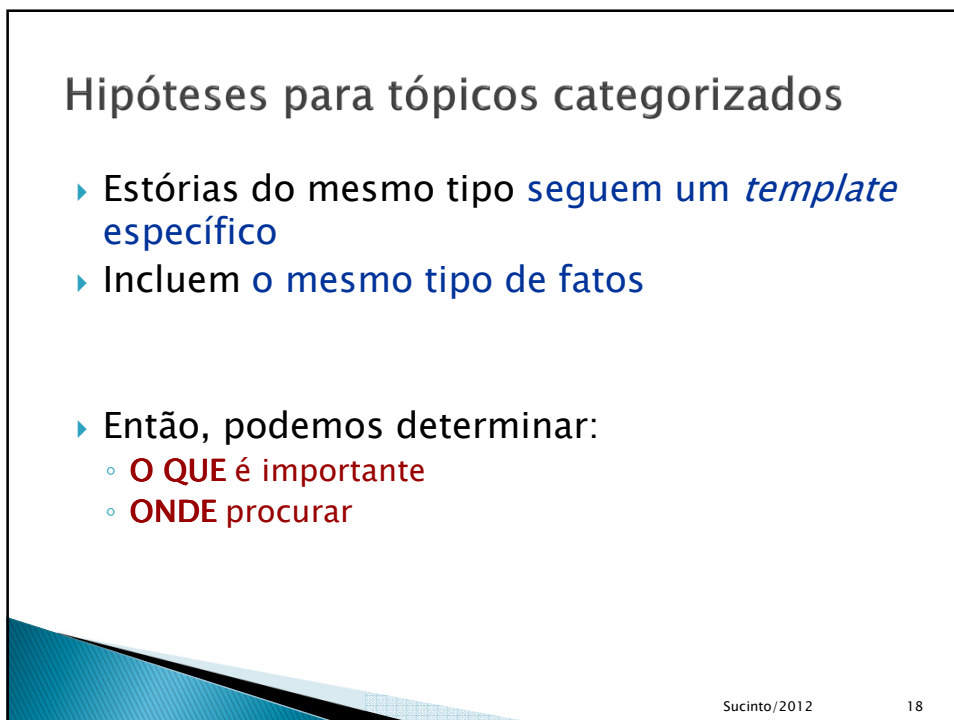 Hipóteses para tópicos categorizados
Estórias do mesmo tipo seguem um template
específico
Incluem o mesmo tipo de fatos
Então, podemos determinar:
O QUE é importante
ONDE procurar
Sucinto/2012 18